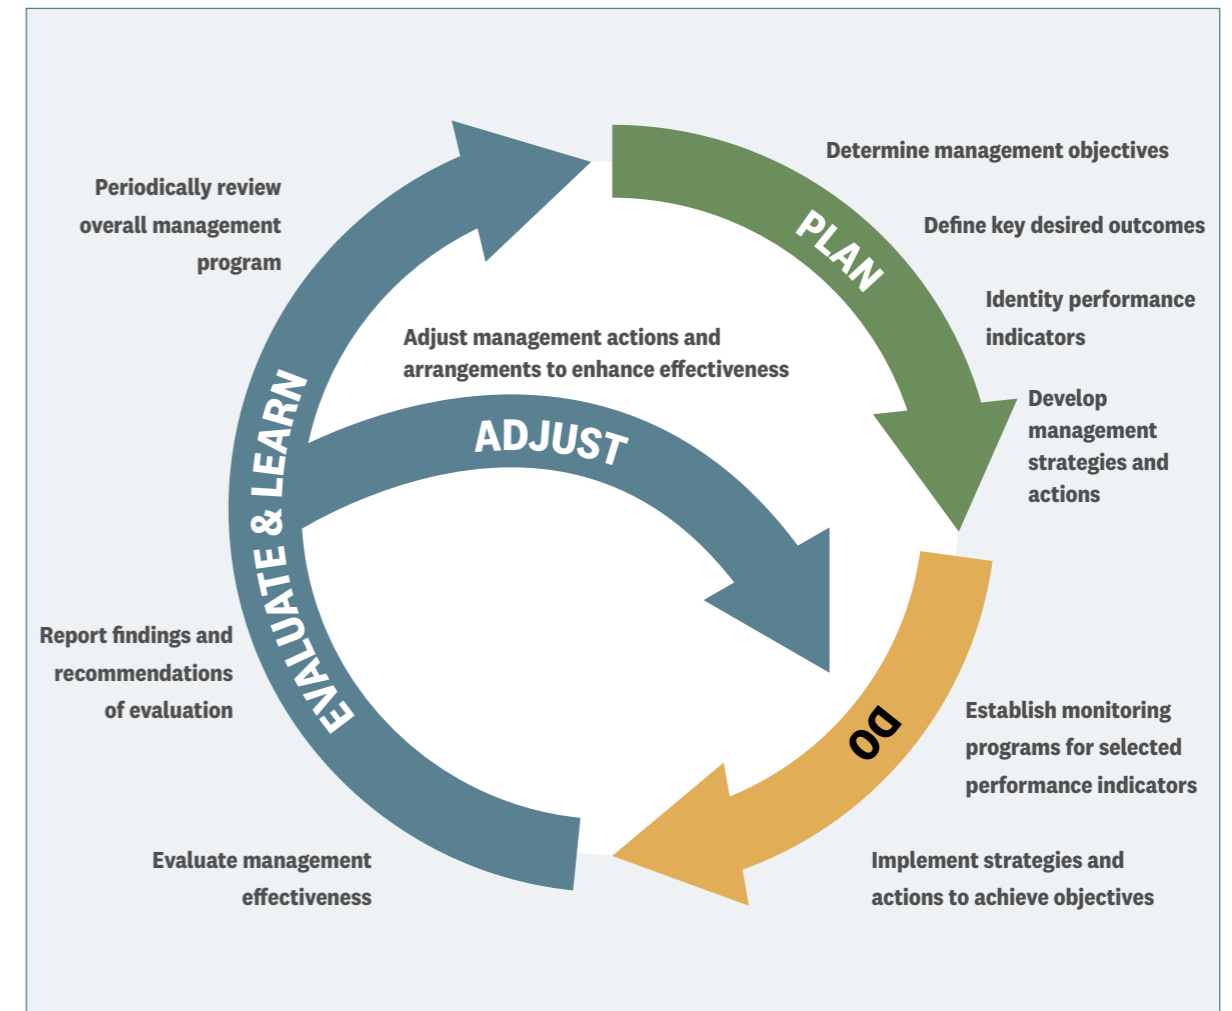 PLAN
Determine management objectives
Define key desired outcomes
Identity performance
indicators
Develop
management
strategies and
actions
DO
Establish monitoring
programs for selected
performance indicators
Implement strategies and
actions to achieve objectives
EVALUATE & LEARN
Evaluate management
effectiveness
Report findings and
recommendations
of evaluation
Periodically review
overall management
program
ADJUST
Adjust management actions and
arrangements to enhance effectiveness